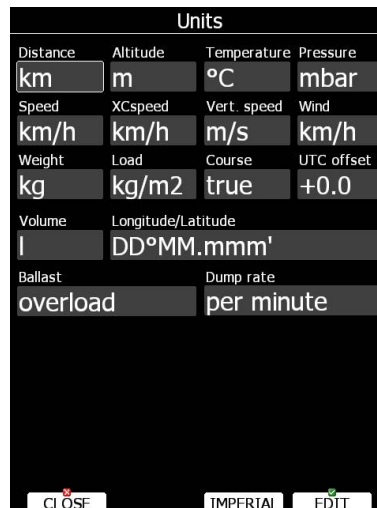 Units
Distance Altitude Temperature Pressure
km m °C mbar
Speed XCspeed Vert. speed Wind
km/h km/h m/s km/h
Weight Load Course UTC offset
kg kg/m2 true +0.0
Volume Longitude/Latitude
l DD°MM.mmm'
Ballast Dump rate
overload per minute
CLOSE IMPERIAL EDIT